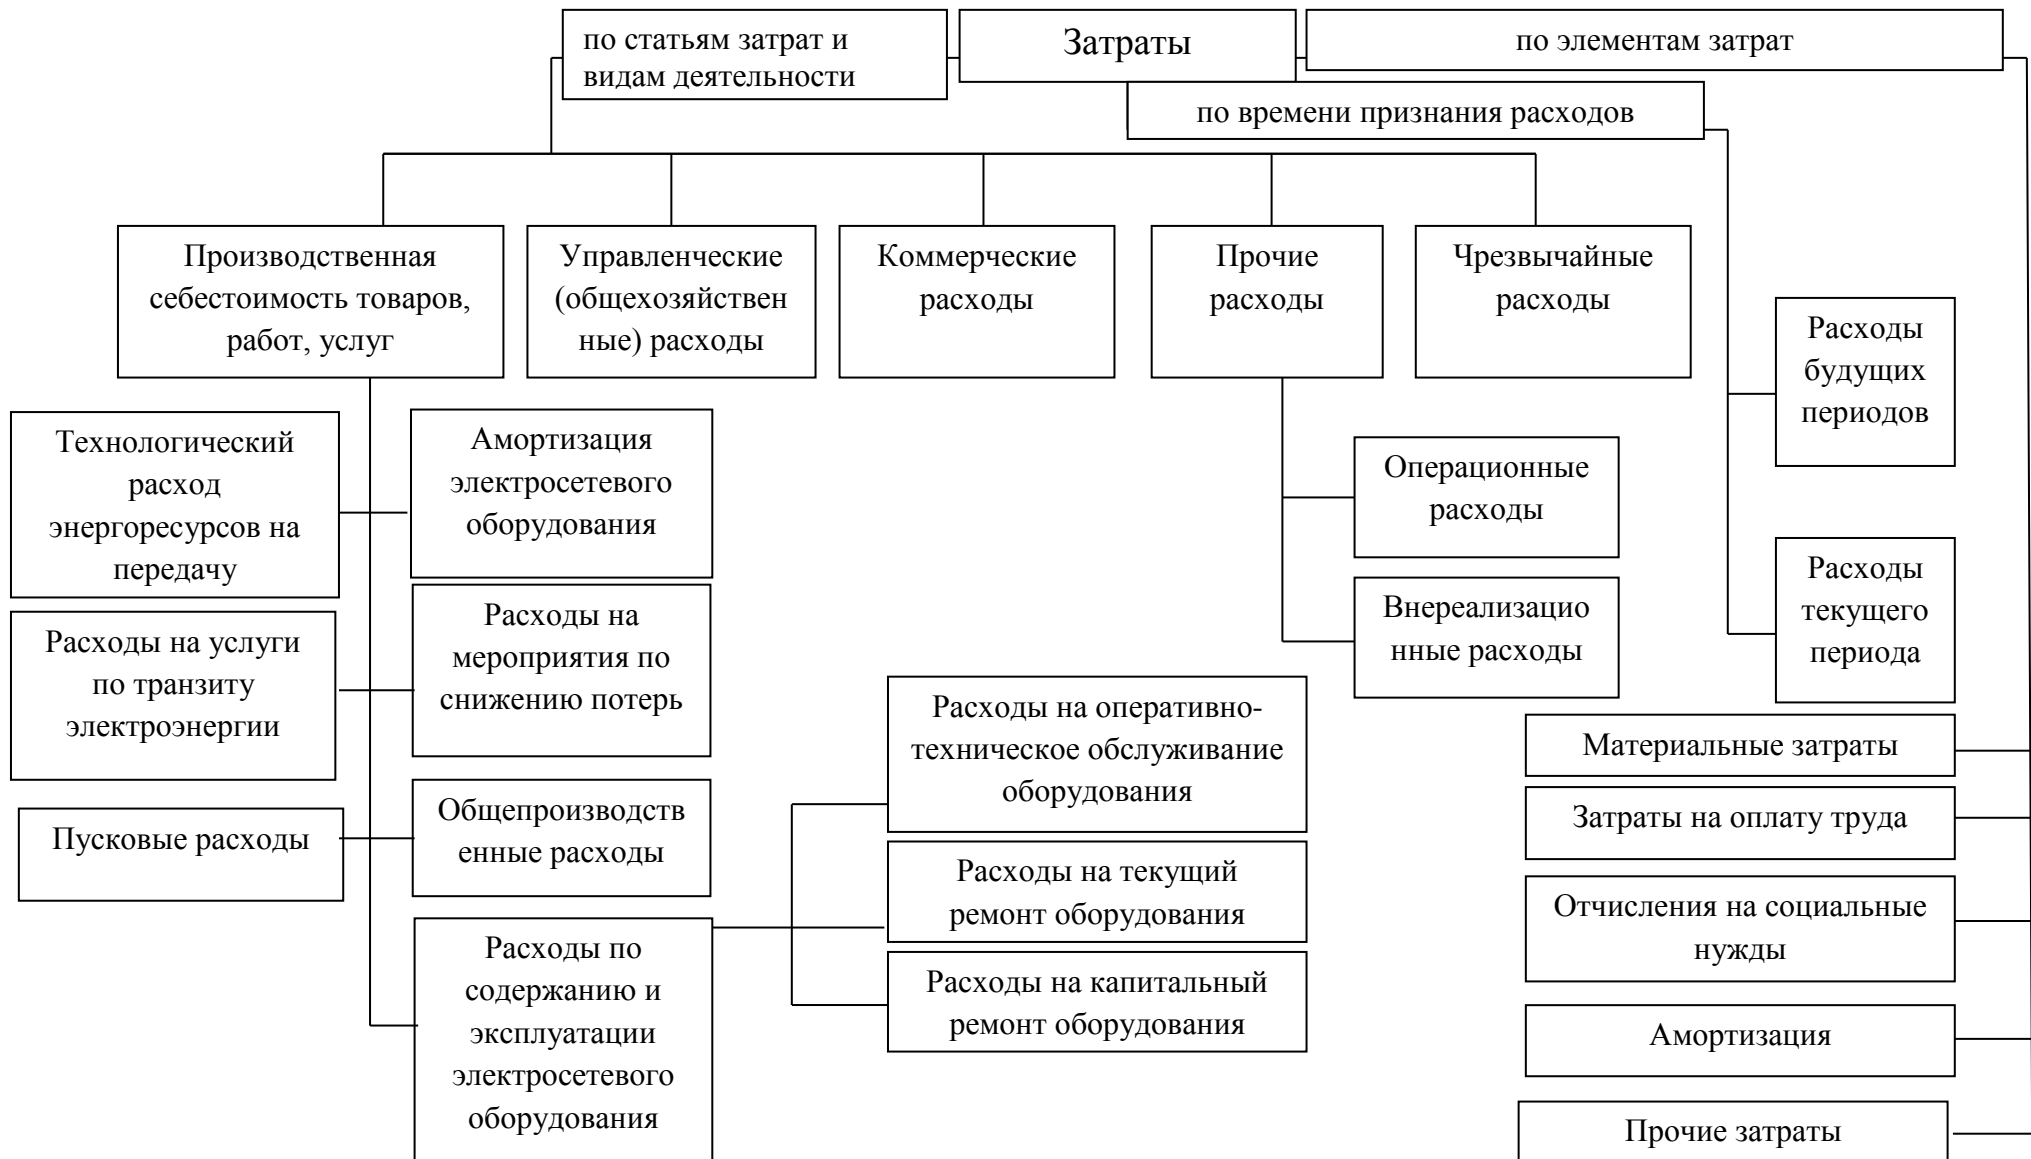 по статьям затрат и
видам деятельности
Затраты
по элементам затрат
по времени признания расходов
Производственная
себестоимость товаров,
работ, услуг
Управленческие
(общехозяйствен
ные) расходы
Коммерческие
расходы
Прочие
расходы
Чрезвычайные
расходы
Расходы
будущих
периодов
Расходы
текущего
периода
Технологический
расход
энергоресурсов на
передачу
Амортизация
электросетевого
оборудования
Расходы на услуги
по транзиту
электроэнергии
Расходы на
мероприятия по
снижению потерь
Пусковые расходы
Общепроизводств
енные расходы
Расходы по
содержанию и
эксплуатации
электросетевого
оборудования
Операционные
расходы
Внереализацио
нные расходы
Расходы на оперативно-
техническое обслуживание
оборудования
Расходы на текущий
ремонт оборудования
Расходы на капитальный
ремонт оборудования
Материальные затраты
Затраты на оплату труда
Отчисления на социальные
нужды
Амортизация
Прочие затраты